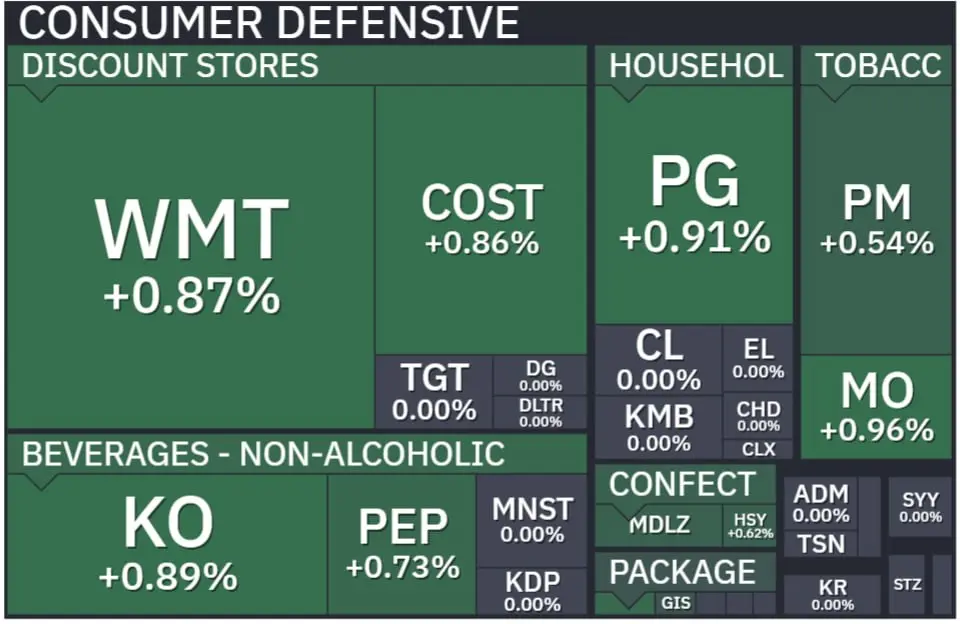 CONSUMER DEFENSIVE
DISCOUNT STORES
WMT
+0.87%
COST
+0.86%
TGT
0.00%
DG
0.00%
DLTR
0.00%
BEVERAGES - NON-ALCOHOLIC
KO
+0.89%
PEP
+0.73%
MNST
0.00%
KDP
0.00%
HOUSEHOL
PG
+0.91%
CL
0.00%
EL
0.00%
KMB
0.00%
CHD
0.00%
CLX
TOBACC
PM
+0.54%
MO
+0.96%
CONFECT
MDLZ
HSY
+0.62%
PACKAGE
GIS
ADM
0.00%
TSN
KR
0.00%
SYY
0.00%
STZ